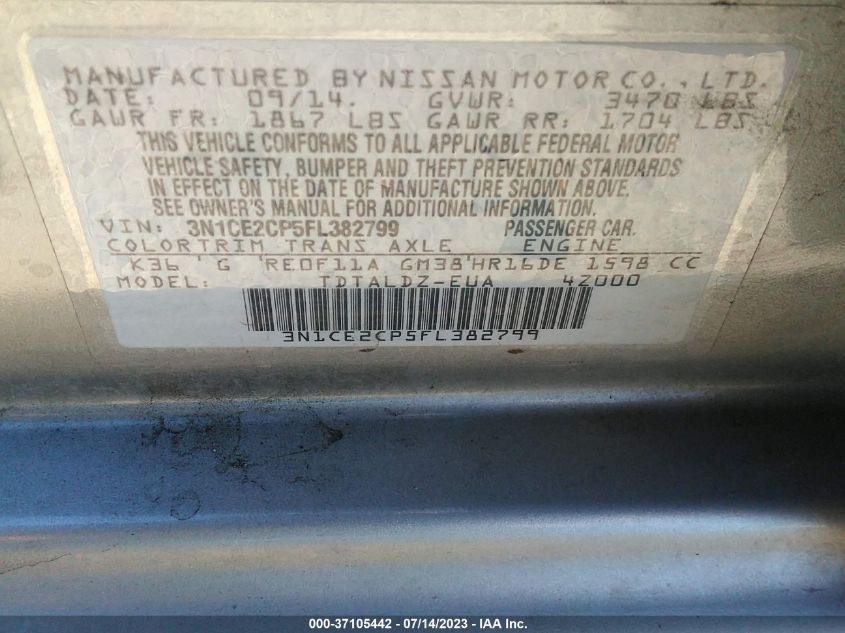 MANUFACTURED BY NISSAN MOTOR CO., LTD.
DATE: 09/14. GVWR: 3470 LBS
GAWR FR: 1867 LBS GAWR RR: 1704 LBS
THIS VEHICLE CONFORMS TO ALL APPLICABLE FEDERAL MOTOR
VEHICLE SAFETY, BUMPER AND THEFT PREVENTION STANDARDS
IN EFFECT ON THE DATE OF MANUFACTURE SHOWN ABOVE.
SEE OWNER'S MANUAL FOR ADDITIONAL INFORMATION
VIN: 3N1CE2CP5FL382799 PASSENGER CAR.
COLOR TRIM TRANS AXLE ENGINE
K36 ' G 'RE0F11A GM38'HR16DE 1598 CC
MODEL: TDTALDZ-EUA 4Z000
3N1CE2CP5FL382799
000-37105442 - 07/14/2023 - IAA Inc.